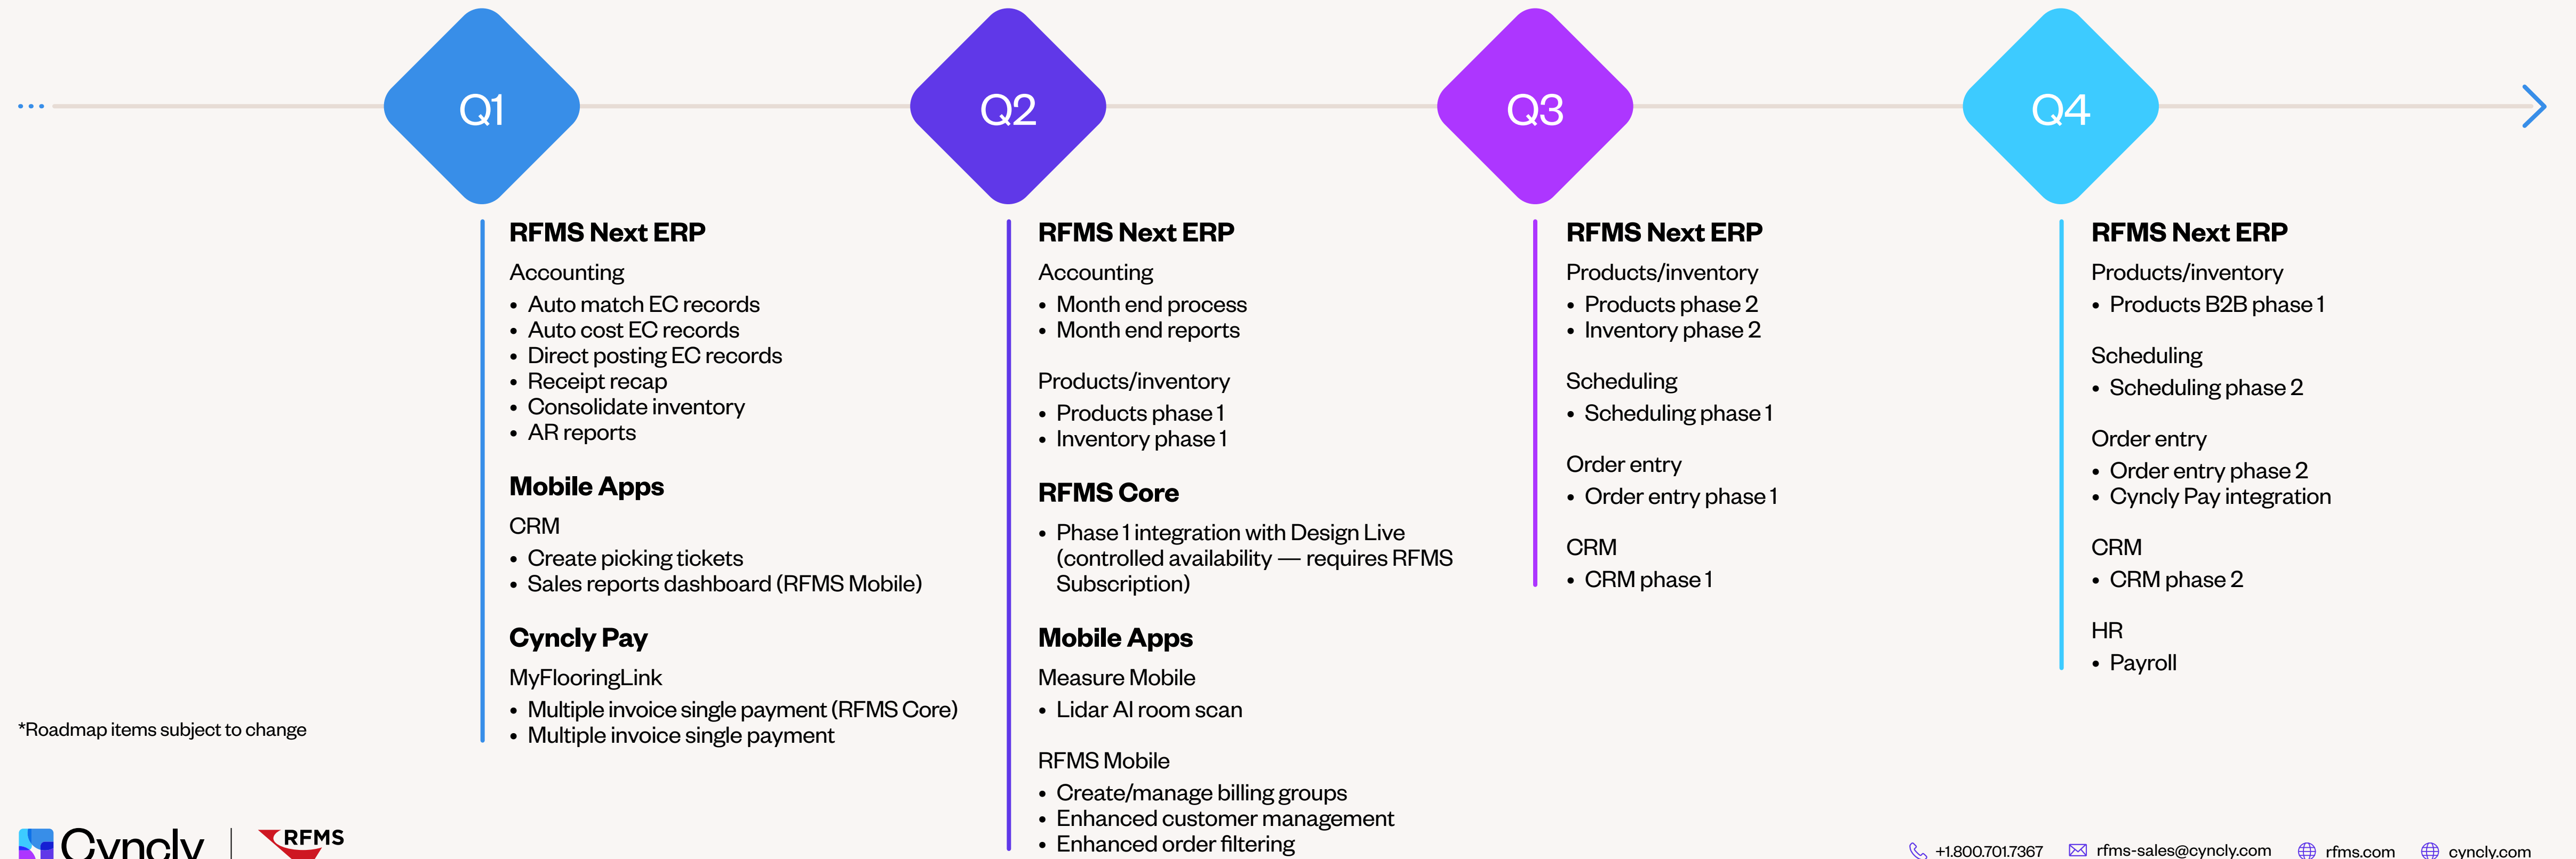 Q1
RFMS Next ERP
Accounting
• Auto match EC records
• Auto cost EC records
• Direct posting EC records
• Receipt recap
• Consolidate inventory
• AR reports
Mobile Apps
CRM
• Create picking tickets
• Sales reports dashboard (RFMS Mobile)
Cyncly Pay
MyFlooringLink
• Multiple invoice single payment (RFMS Core)
• Multiple invoice single payment
Q2
RFMS Next ERP
Accounting
• Month end process
• Month end reports
Products/inventory
• Products phase 1
• Inventory phase 1
RFMS Core
• Phase 1 integration with Design Live
(controlled availability — requires RFMS
Subscription)
Mobile Apps
Measure Mobile
• Lidar AI room scan
RFMS Mobile
• Create/manage billing groups
• Enhanced customer management
• Enhanced order filtering
Q3
RFMS Next ERP
Products/inventory
• Products phase 2
• Inventory phase 2
Scheduling
• Scheduling phase 1
Order entry
• Order entry phase 1
CRM
• CRM phase 1
Q4
RFMS Next ERP
Products/inventory
• Products B2B phase 1
Scheduling
• Scheduling phase 2
Order entry
• Order entry phase 2
• Cyncly Pay integration
CRM
• CRM phase 2
HR
• Payroll
*Roadmap items subject to change
Cyncly
RFMS
+1.800.701.7367
rfms-sales@cyncly.com
rfms.com
cyncly.com